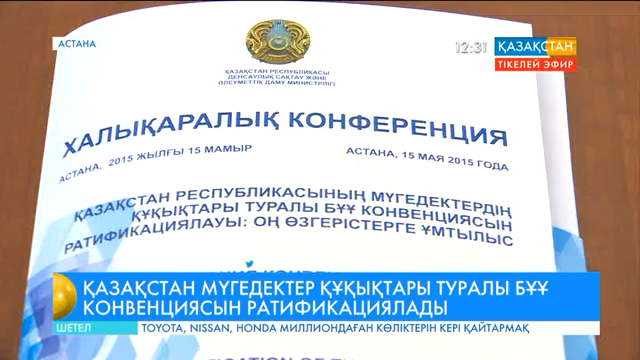 АСТАНА
12:31
ҚАЗАҚСТАН
ТІКЕЛЕЙ ЭФИР
ҚАЗАҚСТАН РЕСПУБЛИКАСЫ
ДЕНСАУЛЫҚ САҚТАУ ЖӘНЕ
ӘЛЕУМЕТТІК ДАМУ МИНИСТРЛІГІ
ХАЛЫҚАРАЛЫҚ КОНФЕРЕНЦИЯ
АСТАНА, 2015 ЖЫЛҒЫ 15 МАМЫР
АСТАНА, 15 МАЯ 2015 ГОДА
ҚАЗАҚСТАН РЕСПУБЛИКАСЫНЫҢ МҮГЕДЕКТЕРДІҢ
ҚҰҚЫҚТАРЫ ТУРАЛЫ БҰҰ КОНВЕНЦИЯСЫН
РАТИФИКАЦИЯЛАУЫ: ОҢ ӨЗГЕРІСТЕРГЕ ҰМТЫЛЫС
ҚАЗАҚСТАН МҮГЕДЕКТЕР ҚҰҚЫҚТАРЫ ТУРАЛЫ БҰҰ
КОНВЕНЦИЯСЫН РАТИФИКАЦИЯЛАДЫ
ШЕТЕЛ
TOYOTA, NISSAN, HONDA МИЛЛИОНДАҒАН КӨЛІКТЕРІН КЕРІ ҚАЙТАРМАҚ